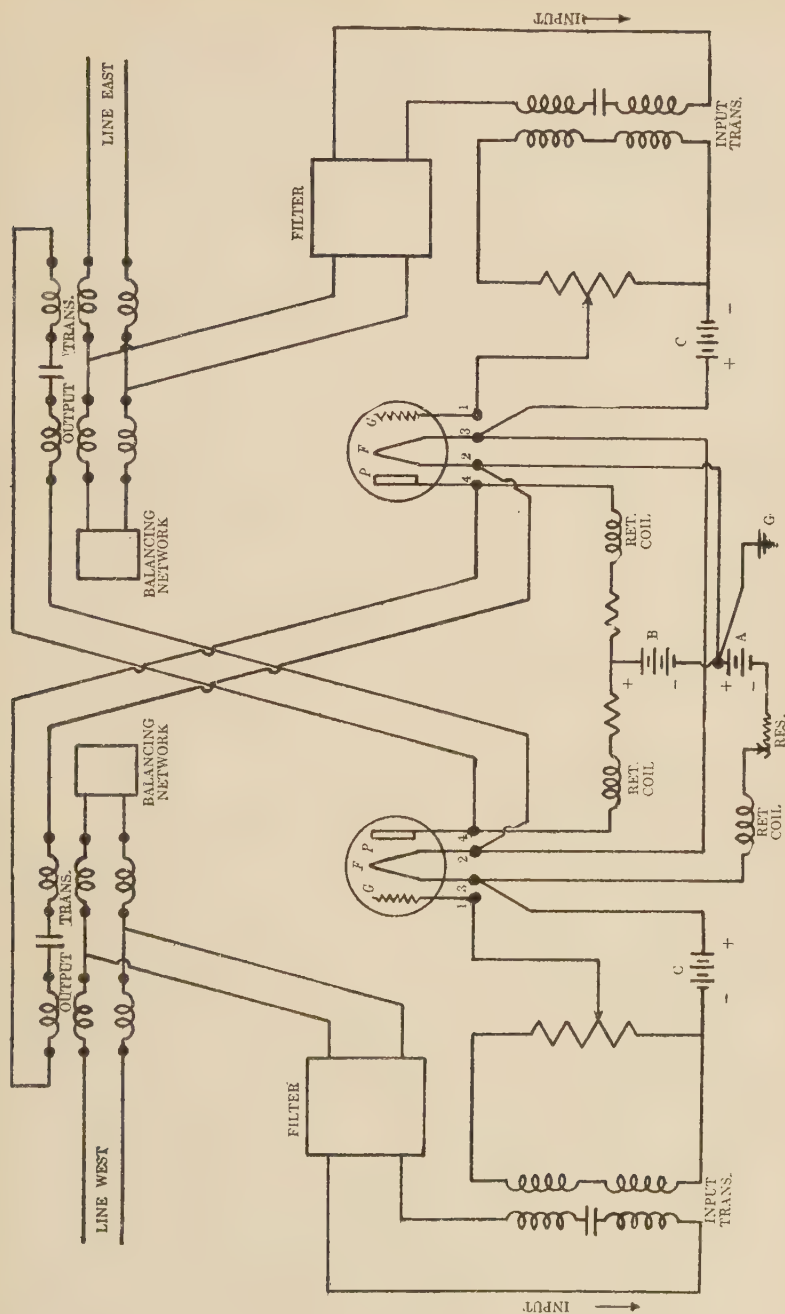 OUTPUT TRANS.
OUTPUT TRANS.
LINE WEST
LINE EAST
BALANCING
NETWORK
BALANCING
NETWORK
FILTER
FILTER
G F P
P F G
1 3 2 4
4 2 3 1
INPUT
INPUT
RET.
COIL
RET.
COIL
+
B
-
- C +
+ C -
INPUT
TRANS.
INPUT
TRANS.
+
A
-
G
RET
COIL
RES.